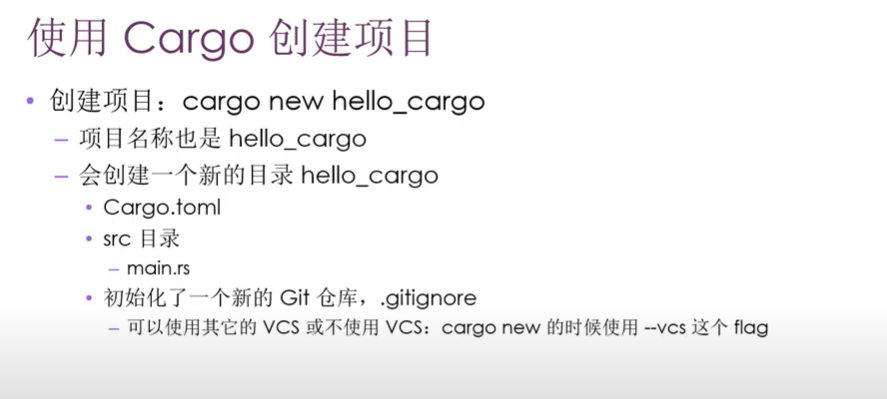 使用 Cargo 创建项目
• 创建项目：cargo new hello_cargo
– 项目名称也是 hello_cargo
– 会创建一个新的目录 hello_cargo
• Cargo.toml
• src 目录
– main.rs
• 初始化了一个新的 Git 仓库，.gitignore
– 可以使用其它的 VCS 或不使用 VCS：cargo new 的时候使用 --vcs 这个 flag